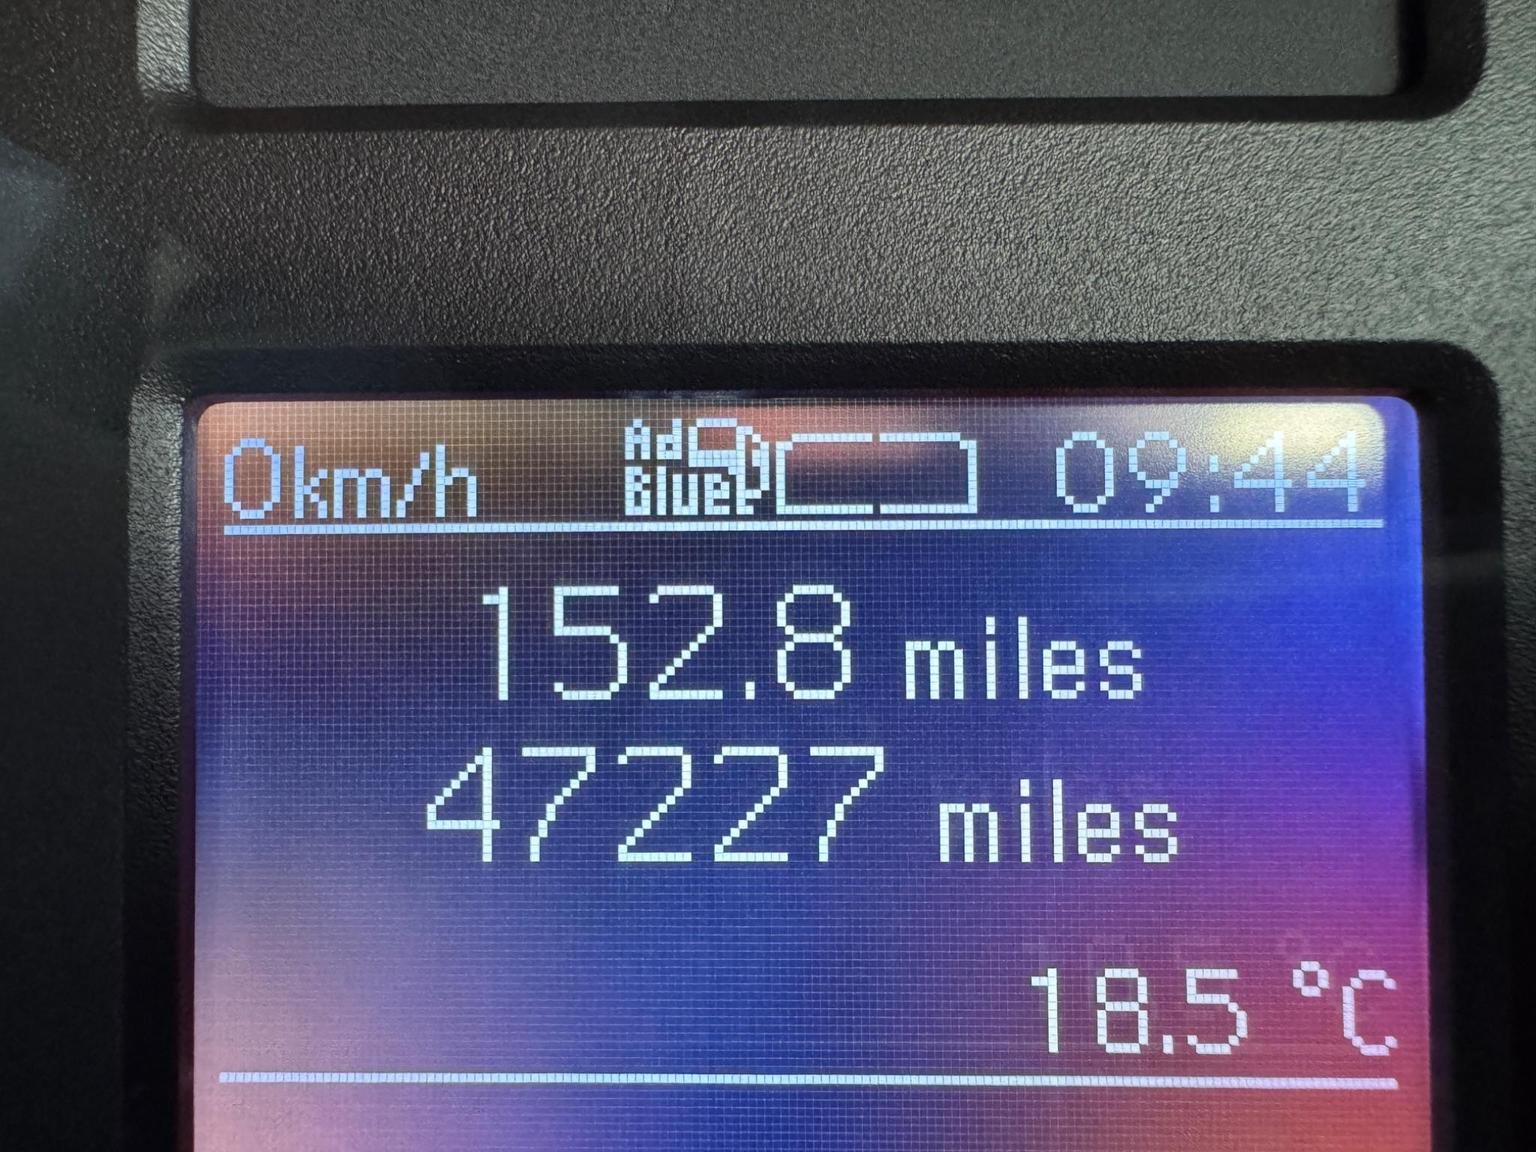 0km/h AdBlue 09:44
152.8 miles
47227 miles
18.5 °C